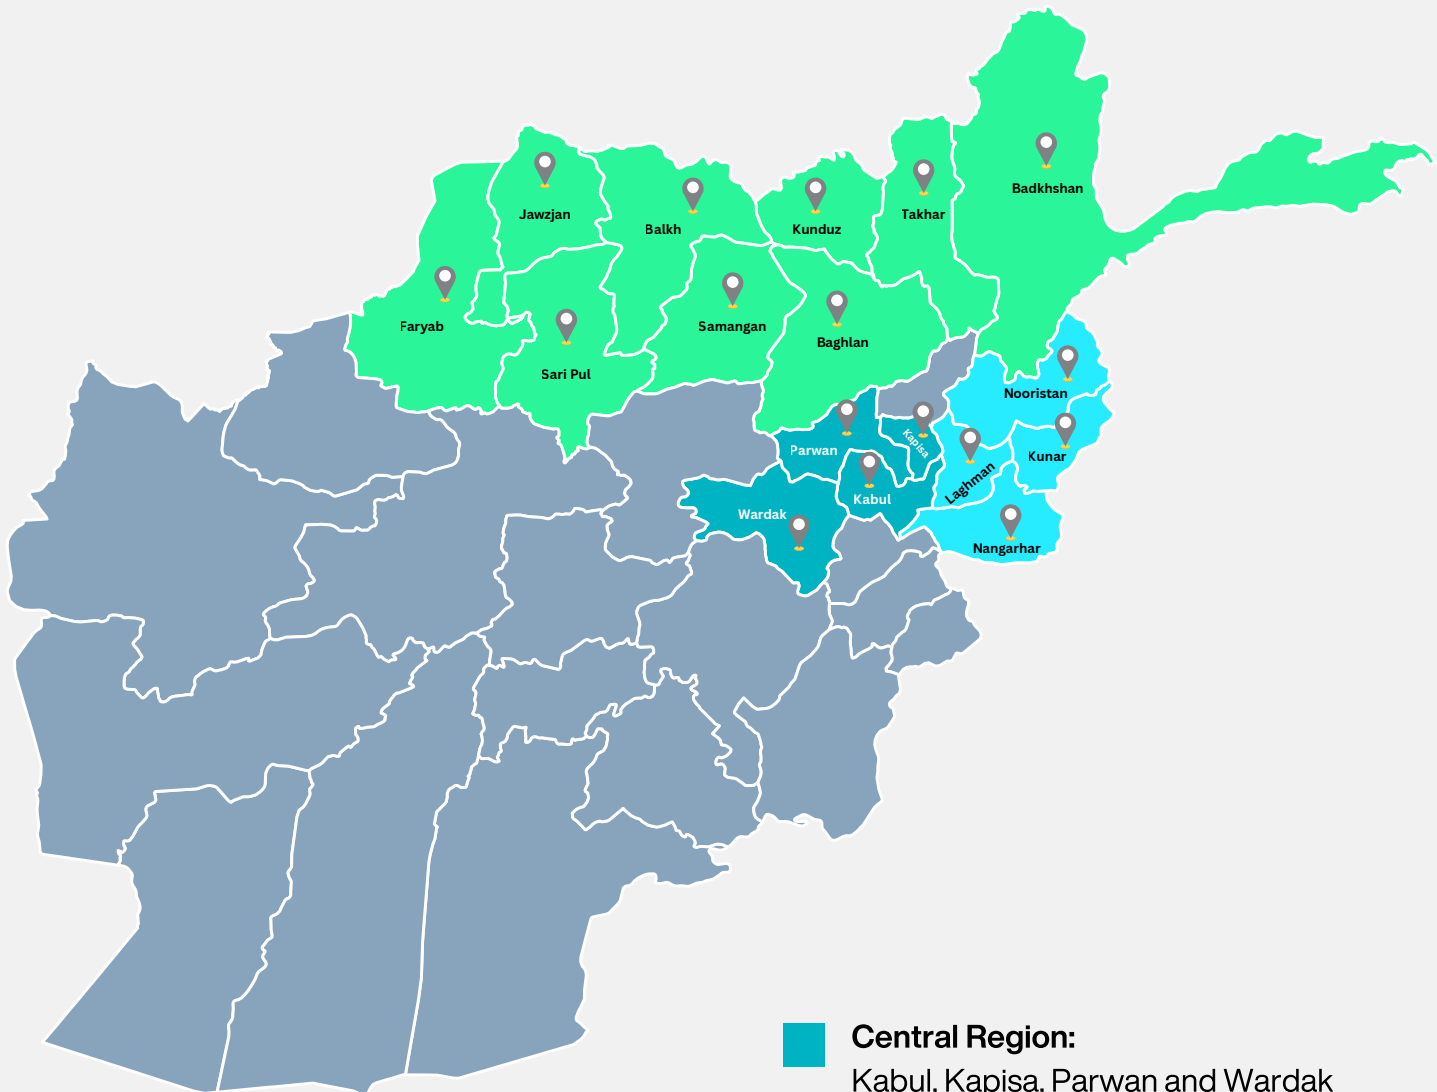 Badkhshan
Jawzjan
Takhar
Balkh
Kunduz
Faryab
Samangan
Baghlan
Sari Pul
Nooristan
Parwan
Kapisa
Kunar
Laghman
Kabul
Wardak
Nangarhar
Central Region:
Kabul, Kapisa, Parwan and Wardak